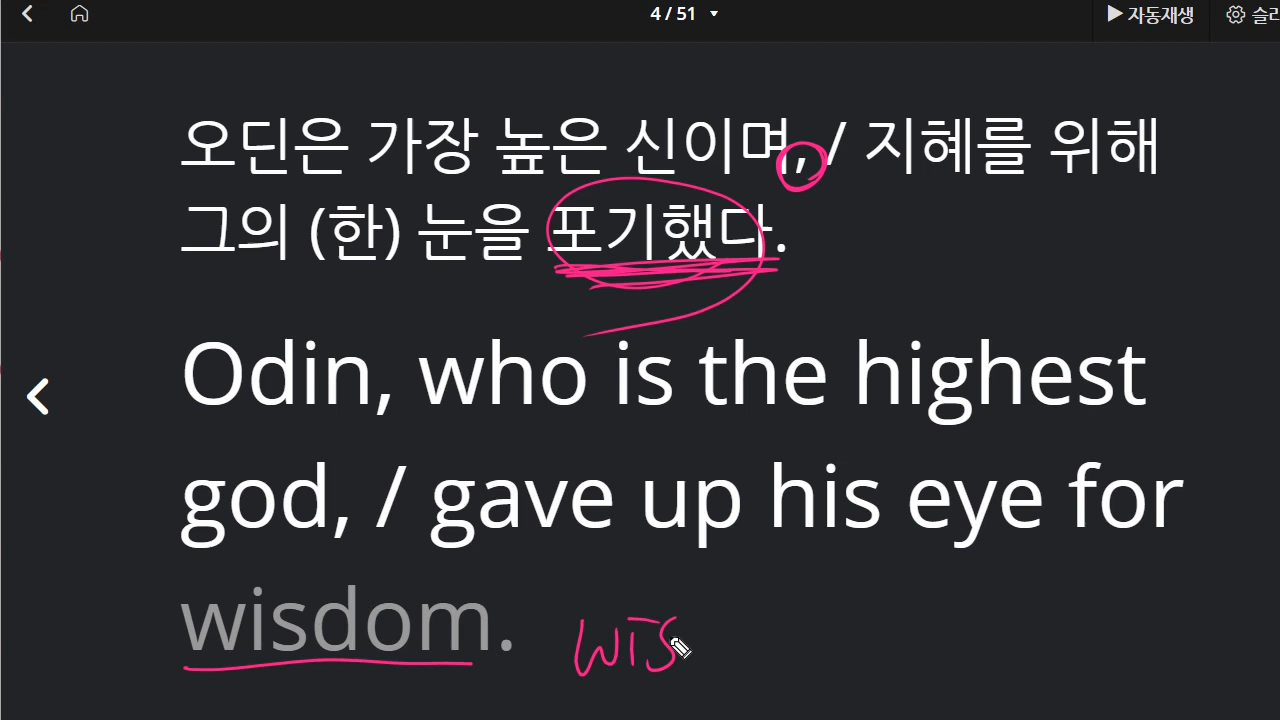 4 / 51
자동재생
슬라
오딘은 가장 높은 신이며, / 지혜를 위해
그의 (한) 눈을 포기했다.
Odin, who is the highest
god, / gave up his eye for
wisdom.
wis